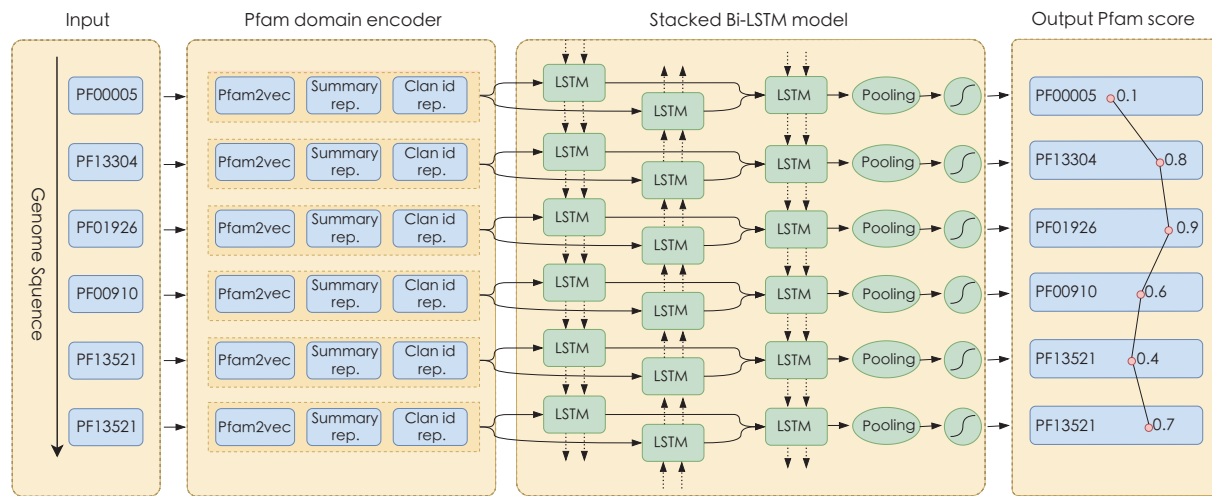 Input
Pfam domain encoder
Stacked Bi-LSTM model
Output Pfam score
Genome Squence
PF00005
Pfam2vec
Summary
rep.
Clan id
rep.
LSTM
LSTM
LSTM
Pooling
PF00005
0.1
PF13304
Pfam2vec
Summary
rep.
Clan id
rep.
LSTM
LSTM
LSTM
Pooling
PF13304
0.8
PF01926
Pfam2vec
Summary
rep.
Clan id
rep.
LSTM
LSTM
LSTM
Pooling
PF01926
0.9
PF00910
Pfam2vec
Summary
rep.
Clan id
rep.
LSTM
LSTM
LSTM
Pooling
PF00910
0.6
PF13521
Pfam2vec
Summary
rep.
Clan id
rep.
LSTM
LSTM
LSTM
Pooling
PF13521
0.4
PF13521
Pfam2vec
Summary
rep.
Clan id
rep.
LSTM
LSTM
LSTM
Pooling
PF13521
0.7